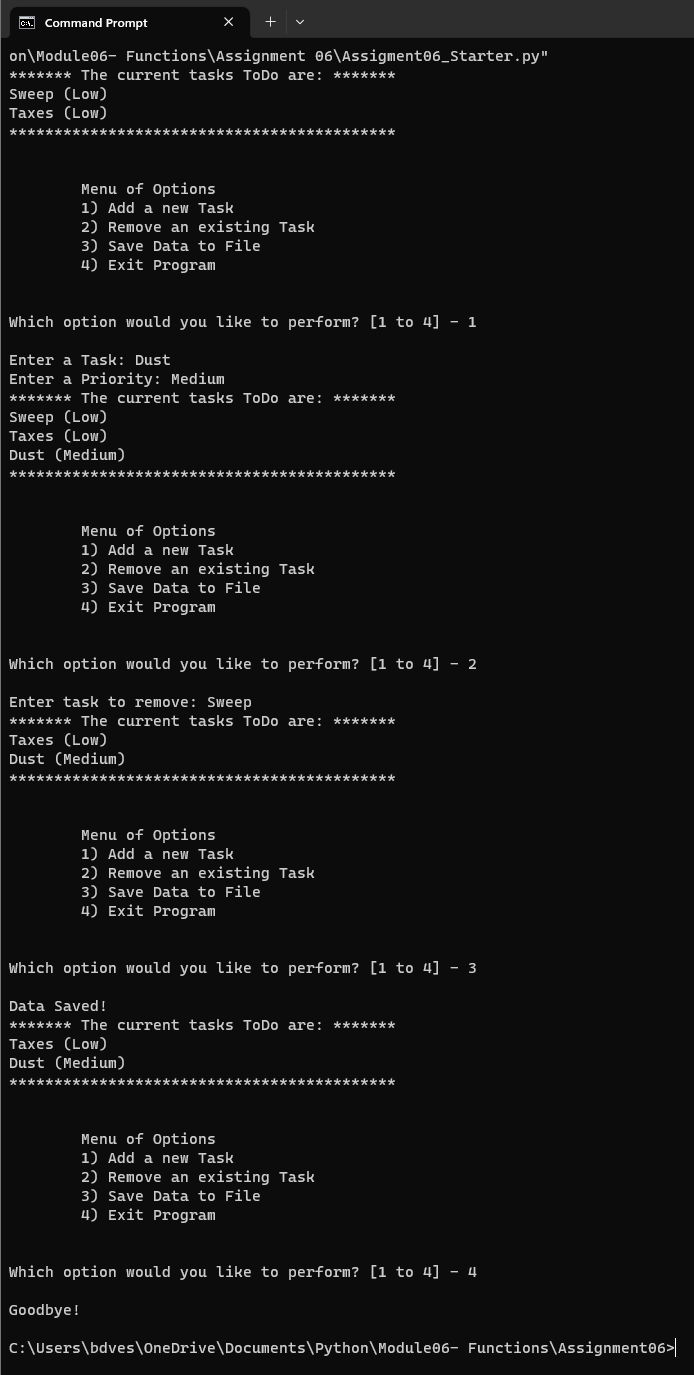 Command Prompt
on\Module06- Functions\Assignment 06\Assigment06_Starter.py"
******* The current tasks ToDo are: *******
Sweep (Low)
Taxes (Low)
*******************************************
Menu of Options
1) Add a new Task
2) Remove an existing Task
3) Save Data to File
4) Exit Program
Which option would you like to perform? [1 to 4] - 1
Enter a Task: Dust
Enter a Priority: Medium
******* The current tasks ToDo are: *******
Sweep (Low)
Taxes (Low)
Dust (Medium)
*******************************************
Menu of Options
1) Add a new Task
2) Remove an existing Task
3) Save Data to File
4) Exit Program
Which option would you like to perform? [1 to 4] - 2
Enter task to remove: Sweep
******* The current tasks ToDo are: *******
Taxes (Low)
Dust (Medium)
*******************************************
Menu of Options
1) Add a new Task
2) Remove an existing Task
3) Save Data to File
4) Exit Program
Which option would you like to perform? [1 to 4] - 3
Data Saved!
******* The current tasks ToDo are: *******
Taxes (Low)
Dust (Medium)
*******************************************
Menu of Options
1) Add a new Task
2) Remove an existing Task
3) Save Data to File
4) Exit Program
Which option would you like to perform? [1 to 4] - 4
Goodbye!
C:\Users\bdves\OneDrive\Documents\Python\Module06- Functions\Assignment06>